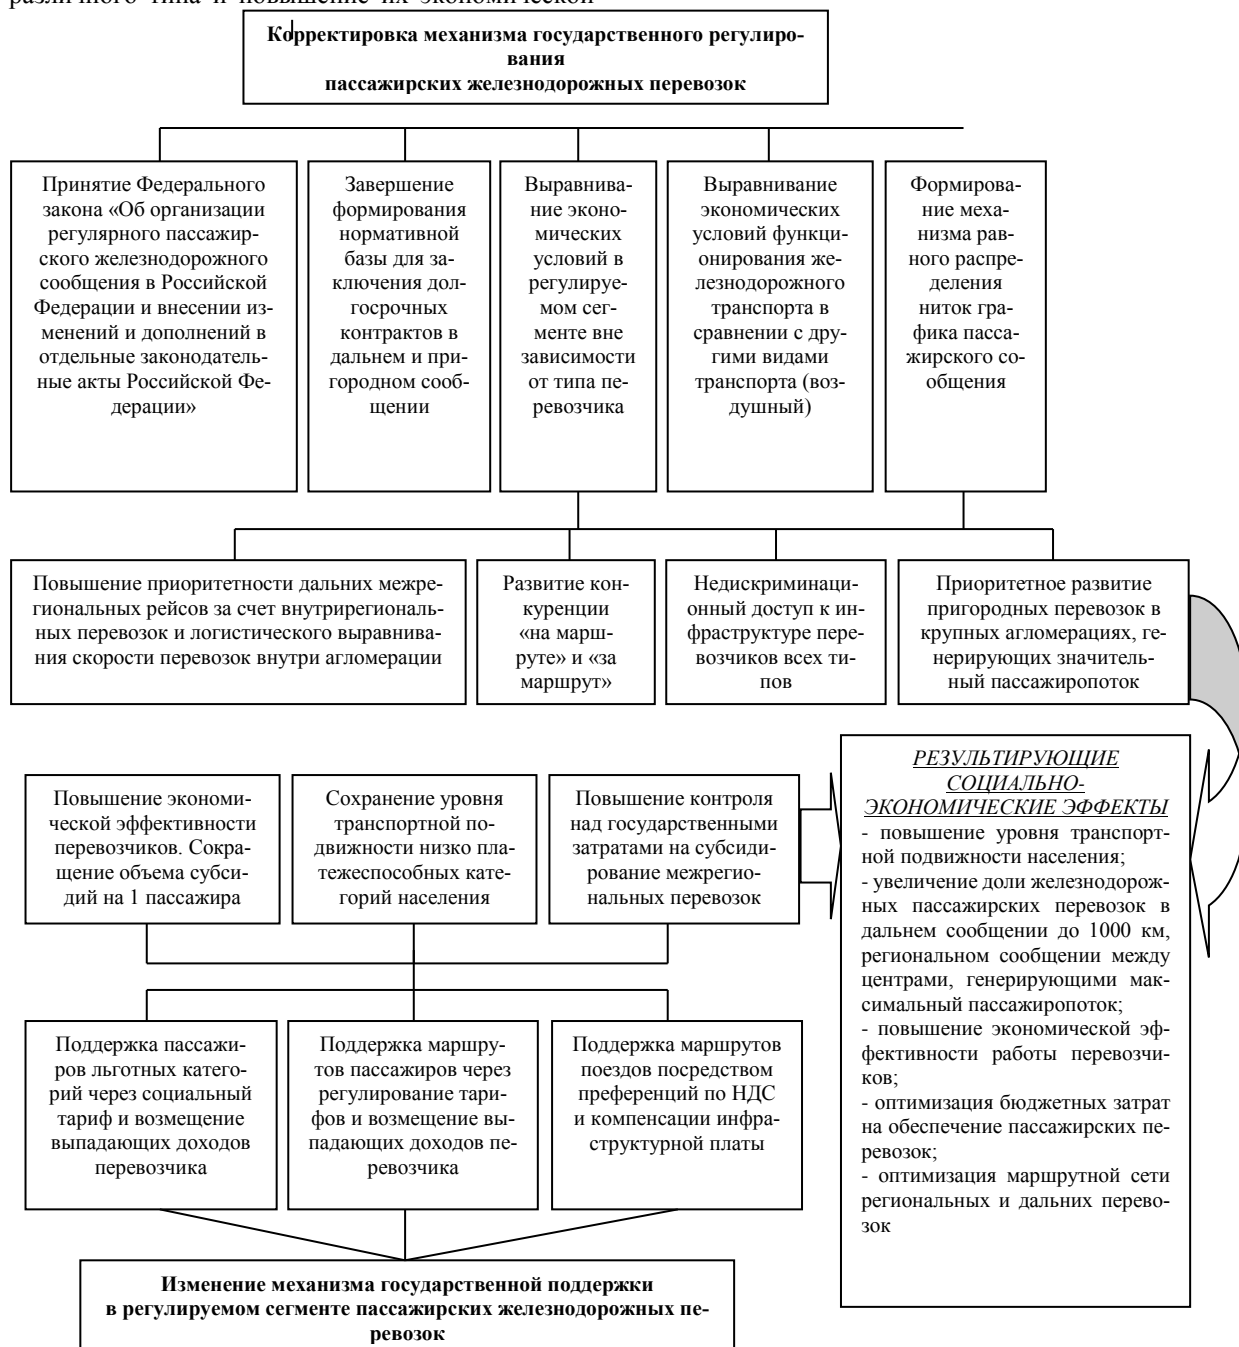 различного типа и повышение их экономической
Корректировка механизма государственного регулиро-
вания
пассажирских железнодорожных перевозок
Принятие Федерального
закона «Об организации
регулярного пассажир-
ского железнодорожного
сообщения в Российской
Федерации и внесении из-
менений и дополнений в
отдельные законодатель-
ные акты Российской Фе-
дерации»
Завершение
формирования
нормативной
базы для за-
ключения дол-
госрочных
контрактов в
дальнем и при-
городном сооб-
щении
Выравнива-
ние эконо-
мических
условий в
регулируе-
мом сег-
менте вне
зависимости
от типа пе-
ревозчика
Выравнивание
экономических
условий функци-
онирования же-
лезнодорожного
транспорта в
сравнении с дру-
гими видами
транспорта (воз-
душный)
Формирова-
ние меха-
низма рав-
ного распре-
деления
ниток гра-
фика пасса-
жирского со-
общения
Повышение приоритетности дальних межре-
гиональных рейсов за счет внутрирегиональ-
ных перевозок и логистического выравнива-
ния скорости перевозок внутри агломерации
Развитие кон-
куренции
«на марш-
руте» и «за
маршрут»
Недискриминаци-
онный доступ к ин-
фраструктуре пере-
возчиков всех ти-
пов
Приоритетное развитие
пригородных перевозок в
крупных агломерациях, ге-
нерирующих значитель-
ный пассажиропоток
Повышение экономи-
ческой эффективности
перевозчиков. Сокра-
щение объема субси-
дий на 1 пассажира
Сохранение уровня
транспортной по-
движности низко пла-
тежеспособных кате-
горий населения
Повышение контроля
над государственными
затратами на субсиди-
рование межрегио-
нальных перевозок
РЕЗУЛЬТИРУЮЩИЕ
СОЦИАЛЬНО-
ЭКОНОМИЧЕСКИЕ ЭФФЕКТЫ
- повышение уровня транспорт-
ной подвижности населения;
- увеличение доли железнодорож-
ных пассажирских перевозок в
дальнем сообщении до 1000 км,
региональном сообщении между
центрами, генерирующими мак-
симальный пассажиропоток;
- повышение экономической эф-
фективности работы перевозчи-
ков;
- оптимизация бюджетных затрат
на обеспечение пассажирских пе-
ревозок;
- оптимизация маршрутной сети
региональных и дальних перево-
зок
Поддержка пассажи-
ров льготных катего-
рий через социальный
тариф и возмещение
выпадающих доходов
перевозчика
Поддержка маршру-
тов пассажиров через
регулирование тари-
фов и возмещение вы-
падающих доходов пе-
ревозчика
Поддержка маршрутов
поездов посредством
преференций по НДС
и компенсации инфра-
структурной платы
Изменение механизма государственной поддержки
в регулируемом сегменте пассажирских железнодорожных пе-
ревозок